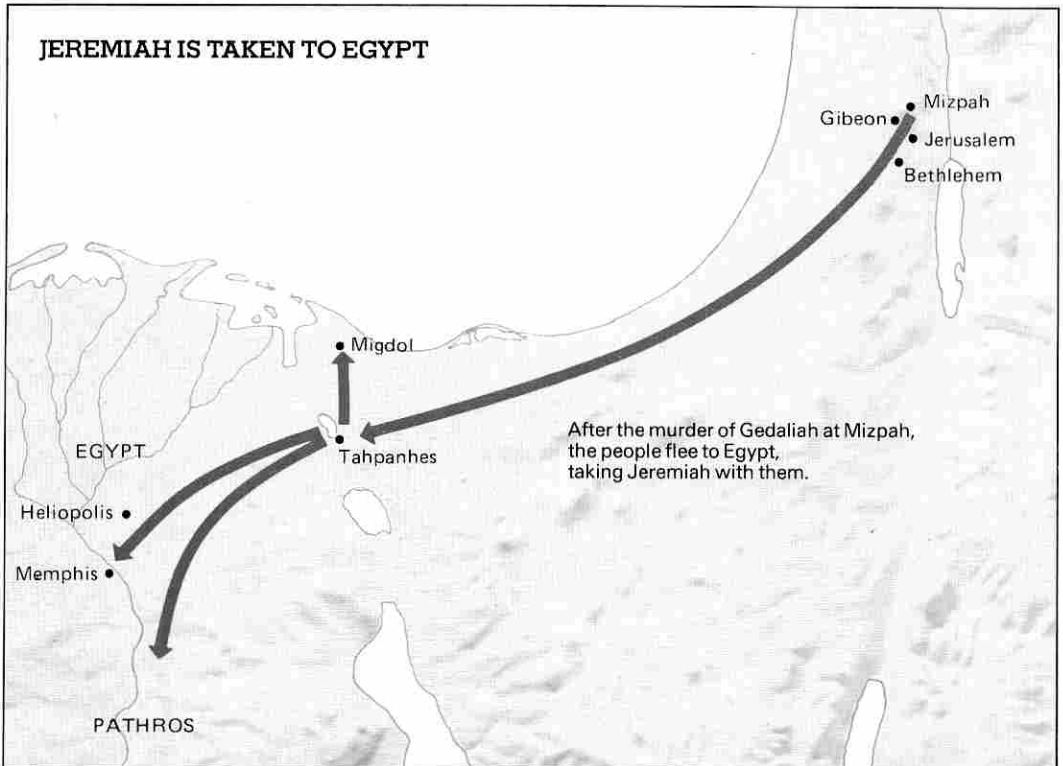 JEREMIAH IS TAKEN TO EGYPT
Mizpah
Gibeon
Jerusalem
Bethlehem
Migdol
After the murder of Gedaliah at Mizpah,
the people flee to Egypt,
taking Jeremiah with them.
EGYPT
Tahpanhes
Heliopolis
Memphis
PATHROS